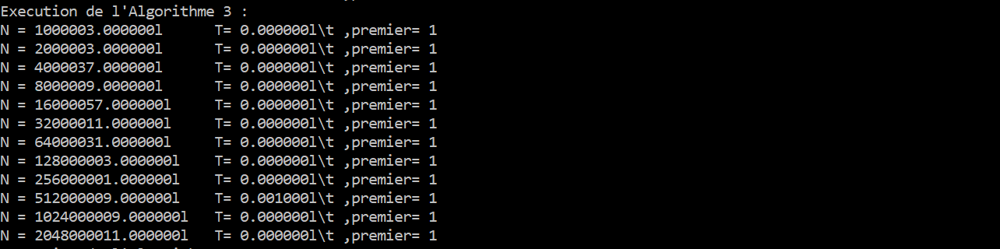 Execution de l'Algorithme 3 :
N = 1000003.000000l T= 0.000000l\t ,premier= 1
N = 2000003.000000l T= 0.000000l\t ,premier= 1
N = 4000037.000000l T= 0.000000l\t ,premier= 1
N = 8000009.000000l T= 0.000000l\t ,premier= 1
N = 16000057.000000l T= 0.000000l\t ,premier= 1
N = 32000011.000000l T= 0.000000l\t ,premier= 1
N = 64000031.000000l T= 0.000000l\t ,premier= 1
N = 128000003.000000l T= 0.000000l\t ,premier= 1
N = 256000001.000000l T= 0.000000l\t ,premier= 1
N = 512000009.000000l T= 0.001000l\t ,premier= 1
N = 1024000009.000000l T= 0.000000l\t ,premier= 1
N = 2048000011.000000l T= 0.000000l\t ,premier= 1